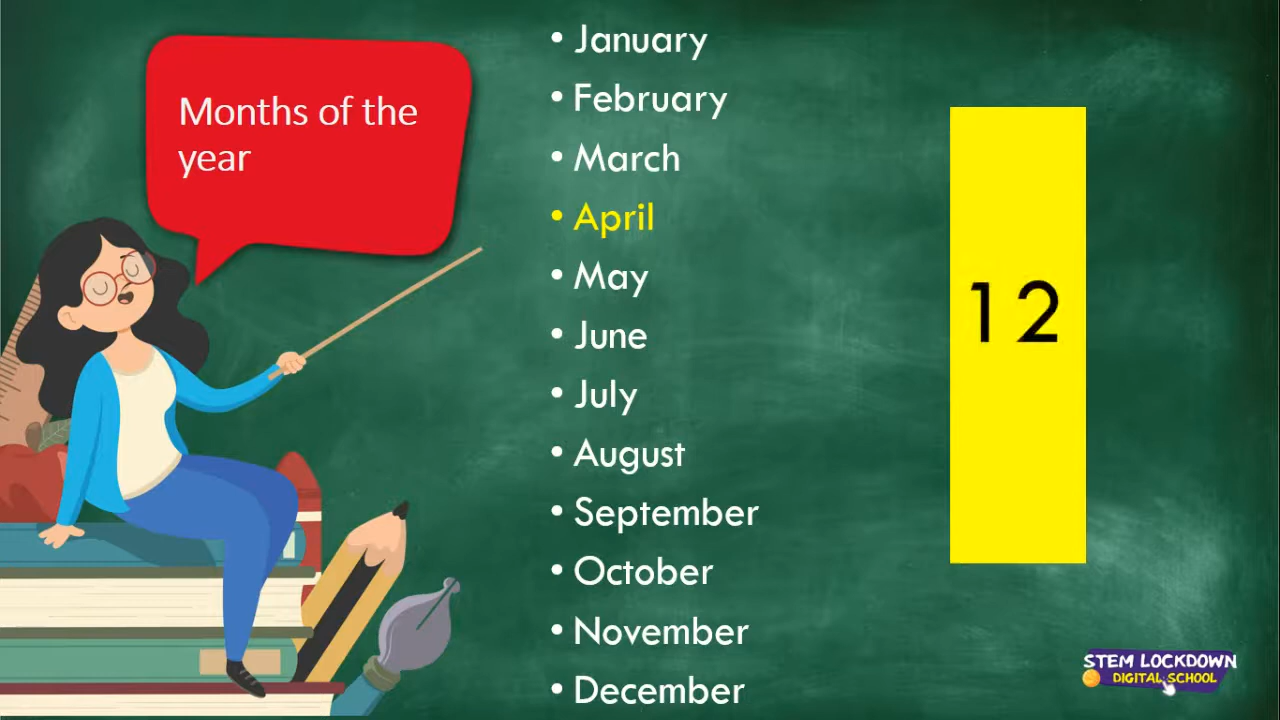 Months of the
year
• January
• February
• March
• April
• May
• June
• July
• August
• September
• October
• November
• December
12
STEM LOCKDOWN
DIGITAL SCHOOL